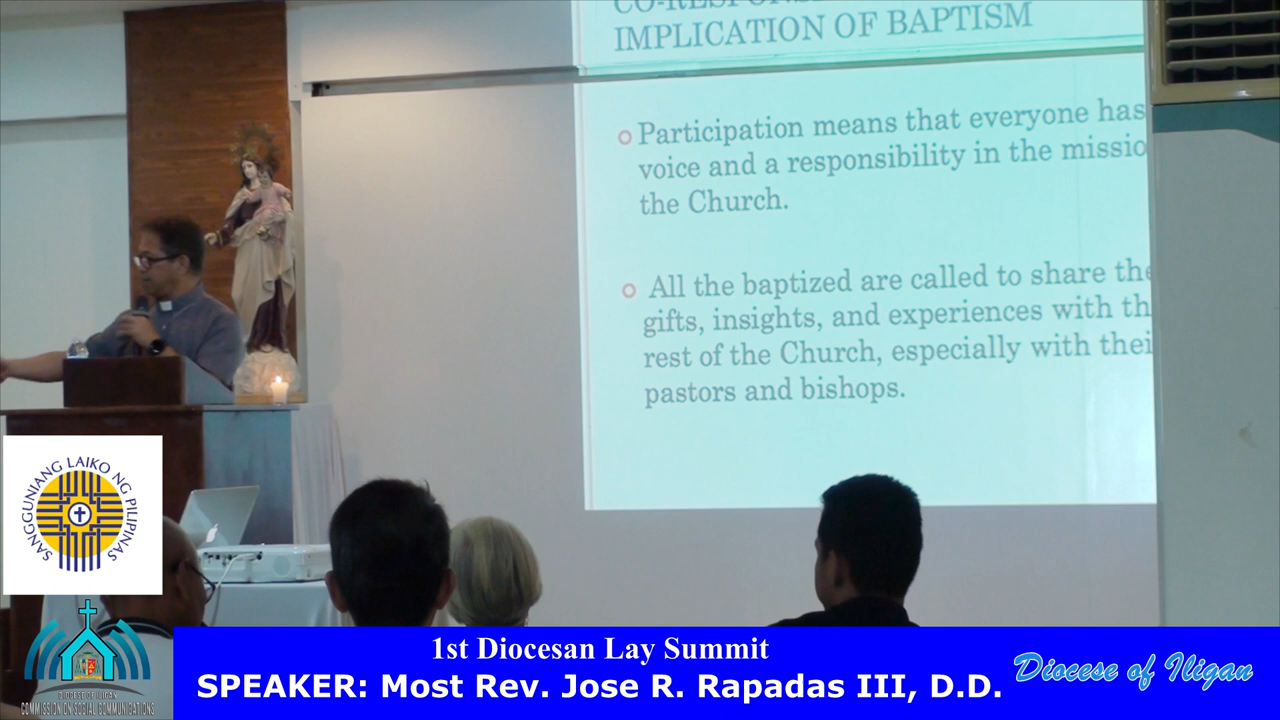 IMPLICATION OF BAPTISM
Participation means that everyone has
voice and a responsibility in the missio
the Church.
All the baptized are called to share the
gifts, insights, and experiences with th
rest of the Church, especially with thei
pastors and bishops.
SANGGUNIANG LAIKO NG PILIPINAS
DIOCESE OF ILIGAN
COMMISSION ON SOCIAL COMMUNICATIONS
1st Diocesan Lay Summit
SPEAKER: Most Rev. Jose R. Rapadas III, D.D.
Diocese of Iligan